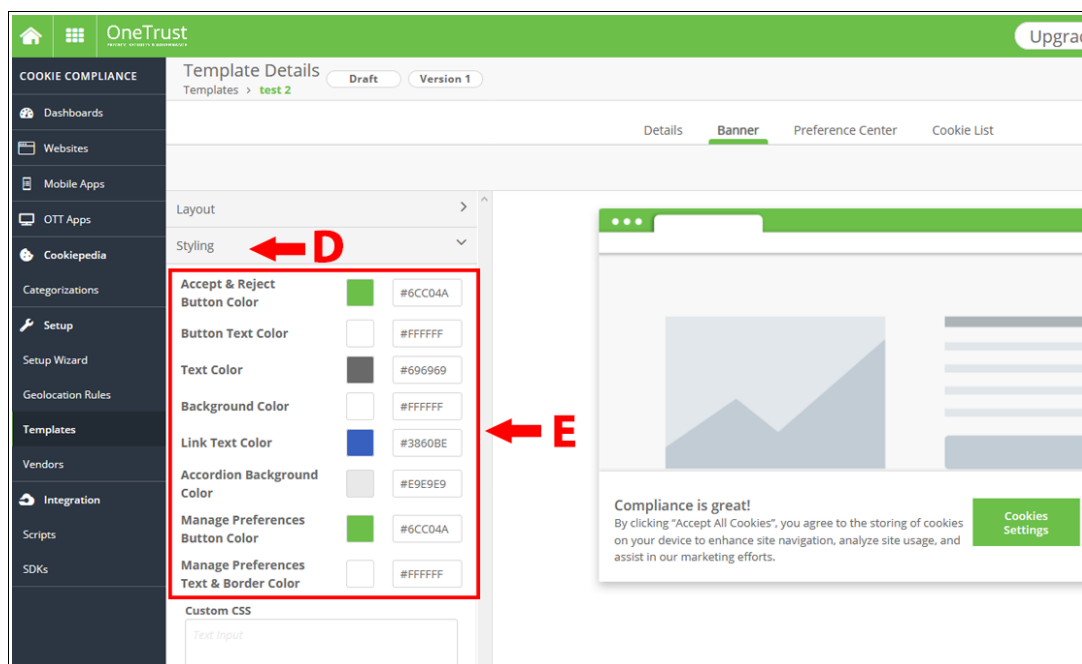 OneTrust
PRIVACY, SECURITY & GOVERNANCE
Upgrad
COOKIE COMPLIANCE
Dashboards
Websites
Mobile Apps
OTT Apps
Cookiepedia
Categorizations
Setup
Setup Wizard
Geolocation Rules
Templates
Vendors
Integration
Scripts
SDKs
Template Details
Draft
Version 1
Templates > test 2
Details
Banner
Preference Center
Cookie List
Layout
Styling
D
Accept & Reject
Button Color
#6CC04A
Button Text Color
#FFFFFF
Text Color
#696969
Background Color
#FFFFFF
Link Text Color
#3860BE
Accordion Background
Color
#E9E9E9
Manage Preferences
Button Color
#6CC04A
Manage Preferences
Text & Border Color
#FFFFFF
E
Custom CSS
Text Input
Compliance is great!
By clicking “Accept All Cookies”, you agree to the storing of cookies
on your device to enhance site navigation, analyze site usage, and
assist in our marketing efforts.
Cookies
Settings